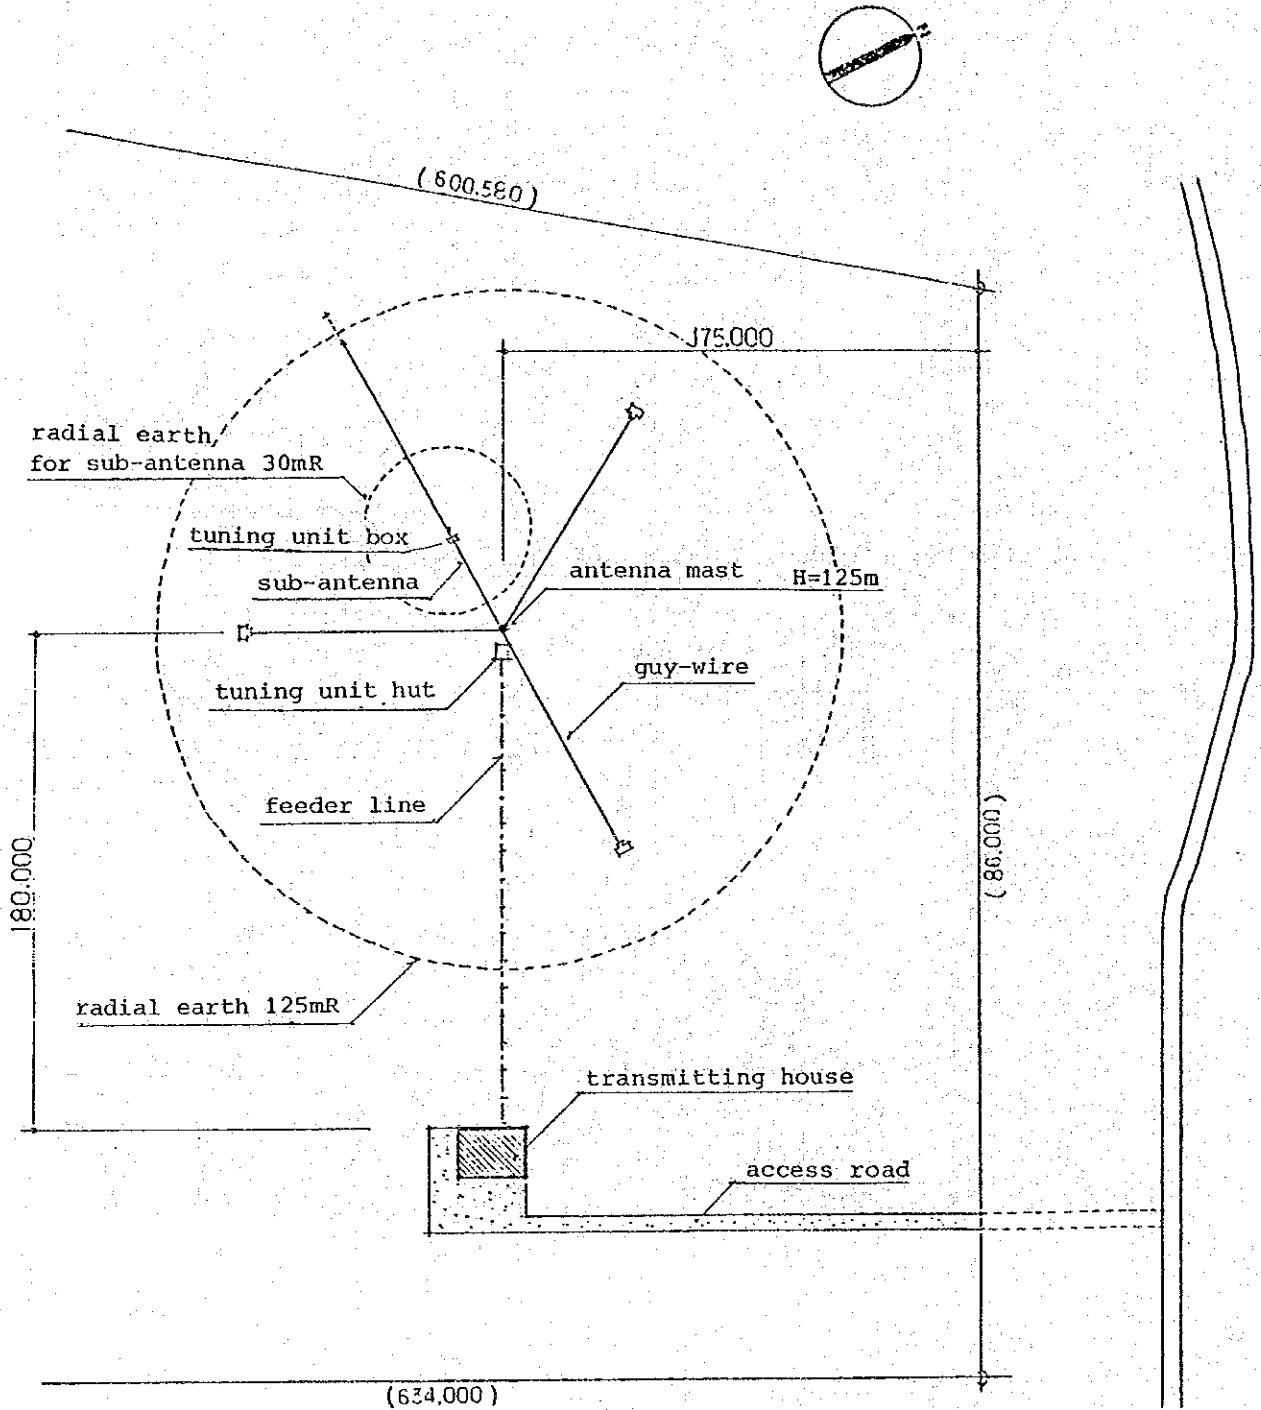 (600.580)
175.000
radial earth
for sub-antenna 30mR
tuning unit box
sub-antenna
antenna mast H=125m
guy-wire
tuning unit hut
feeder line
(86.000)
180.000
radial earth 125mR
transmitting house
access road
(634,000)